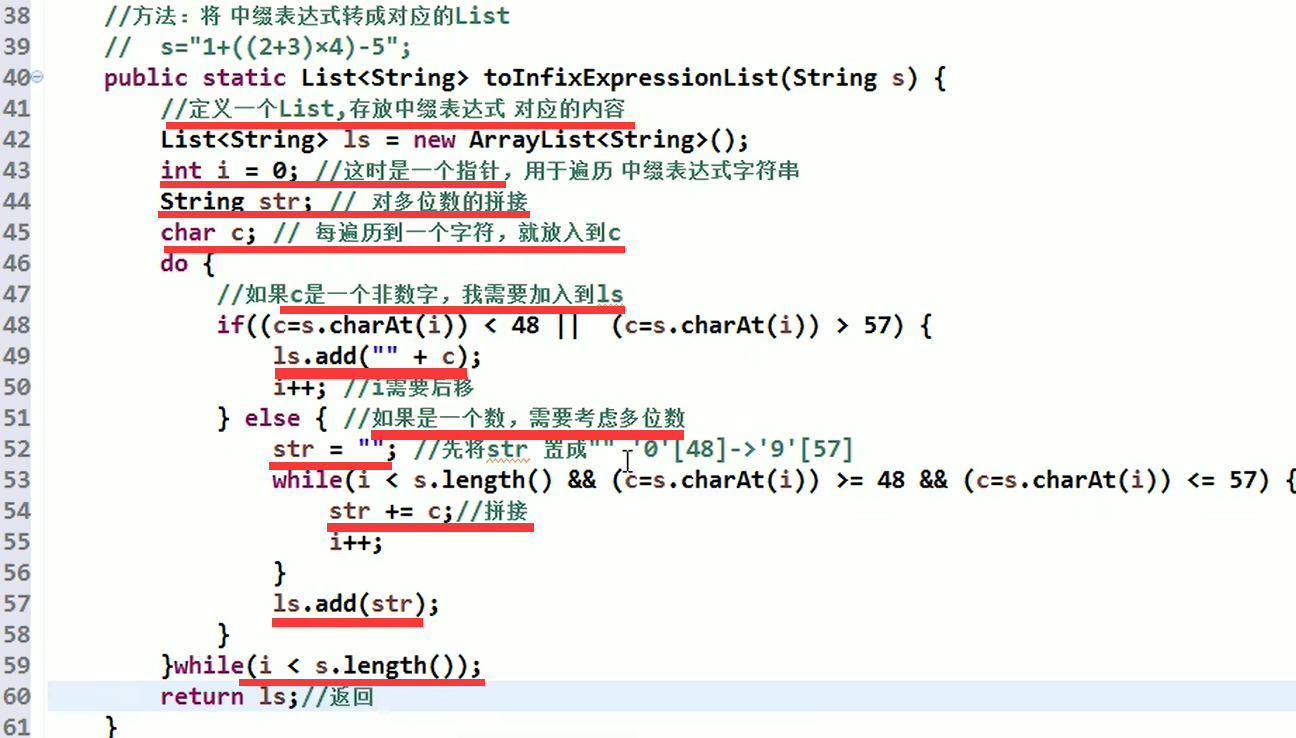 38 //方法：将 中缀表达式转成对应的List
39 // s="1+((2+3)×4)-5";
40 public static List<String> toInfixExpressionList(String s) {
41 //定义一个List,存放中缀表达式 对应的内容
42 List<String> ls = new ArrayList<String>();
43 int i = 0; //这时是一个指针，用于遍历 中缀表达式字符串
44 String str; // 对多位数的拼接
45 char c; // 每遍历到一个字符，就放入到c
46 do {
47 //如果c是一个非数字，我需要加入到ls
48 if((c=s.charAt(i)) < 48 || (c=s.charAt(i)) > 57) {
49 ls.add("" + c);
50 i++; //i需要后移
51 } else { //如果是一个数，需要考虑多位数
52 str = ""; //先将str 置成"" '0'[48]->'9'[57]
53 while(i < s.length() && (c=s.charAt(i)) >= 48 && (c=s.charAt(i)) <= 57) {
54 str += c;//拼接
55 i++;
56 }
57 ls.add(str);
58 }
59 }while(i < s.length());
60 return ls;//返回
61 }